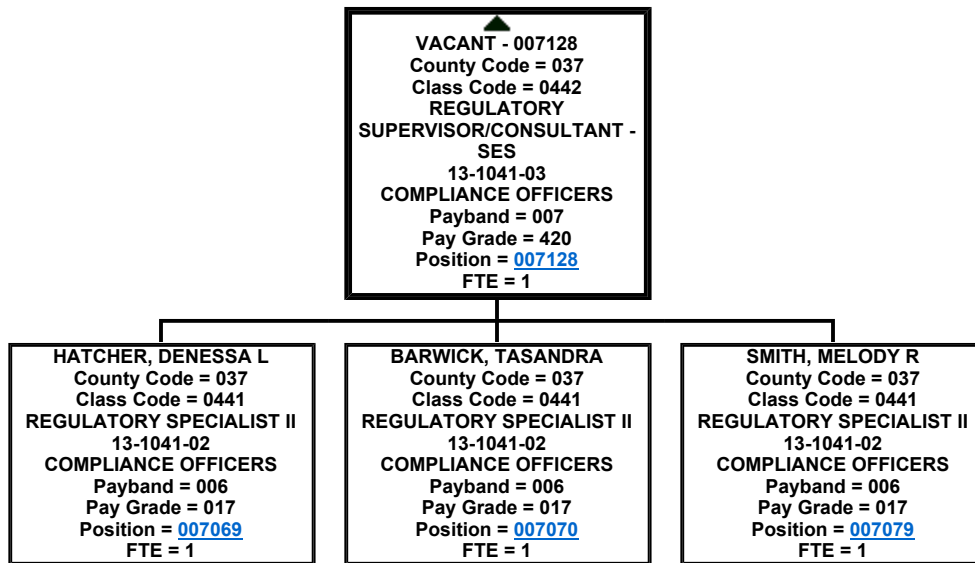 VACANT - 007128
County Code = 037
Class Code = 0442
REGULATORY
SUPERVISOR/CONSULTANT -
SES
13-1041-03
COMPLIANCE OFFICERS
Payband = 007
Pay Grade = 420
Position = 007128
FTE = 1
HATCHER, DENESSA L
County Code = 037
Class Code = 0441
REGULATORY SPECIALIST II
13-1041-02
COMPLIANCE OFFICERS
Payband = 006
Pay Grade = 017
Position = 007069
FTE = 1
BARWICK, TASANDRA
County Code = 037
Class Code = 0441
REGULATORY SPECIALIST II
13-1041-02
COMPLIANCE OFFICERS
Payband = 006
Pay Grade = 017
Position = 007070
FTE = 1
SMITH, MELODY R
County Code = 037
Class Code = 0441
REGULATORY SPECIALIST II
13-1041-02
COMPLIANCE OFFICERS
Payband = 006
Pay Grade = 017
Position = 007079
FTE = 1